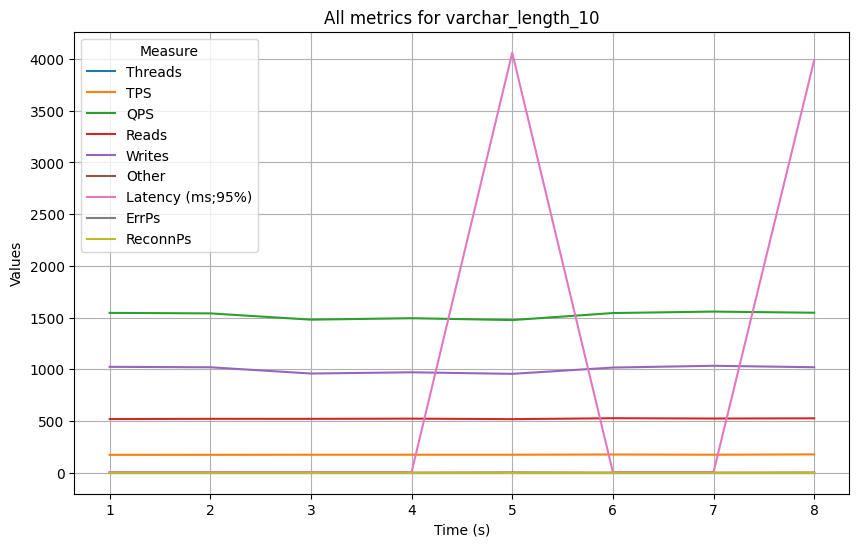 All metrics for varchar_length_10
Measure
Threads
TPS
QPS
Reads
Writes
Other
Latency (ms;95%)
ErrPs
ReconnPs
4000
3500
3000
2500
2000
1500
1000
500
0
Values
1 2 3 4 5 6 7 8
Time (s)